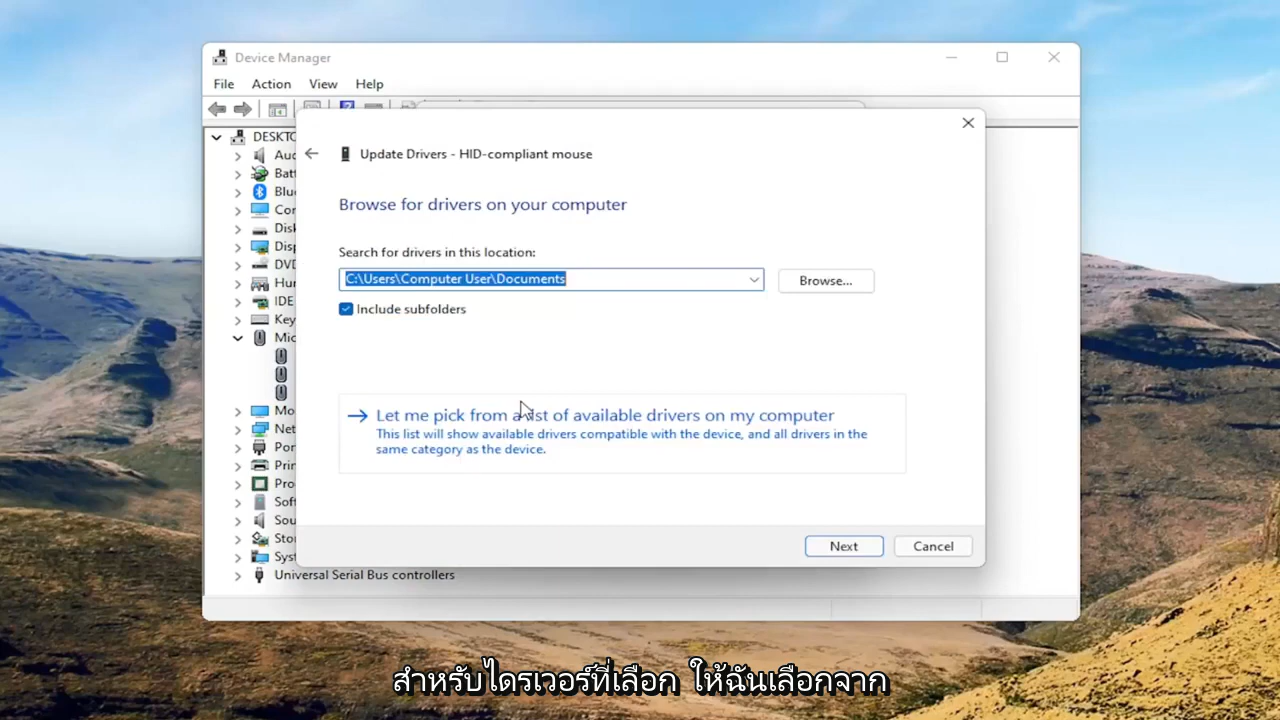 Device Manager
File Action View Help
Update Drivers - HID-compliant mouse
Browse for drivers on your computer
Search for drivers in this location:
C:\Users\Computer User\Documents
Browse...
Include subfolders
Let me pick from a list of available drivers on my computer
This list will show available drivers compatible with the device, and all drivers in the
same category as the device.
Next
Cancel
DESKTO
Aud
Batt
Blu
Cor
Disk
Disp
DVD
Hur
IDE
Key
Mic
Mo
Net
Por
Prin
Pro
Soft
Sou
Sto
Syst
Universal Serial Bus controllers
สำหรับไดรเวอร์ที่เลือก ให้ฉันเลือกจาก